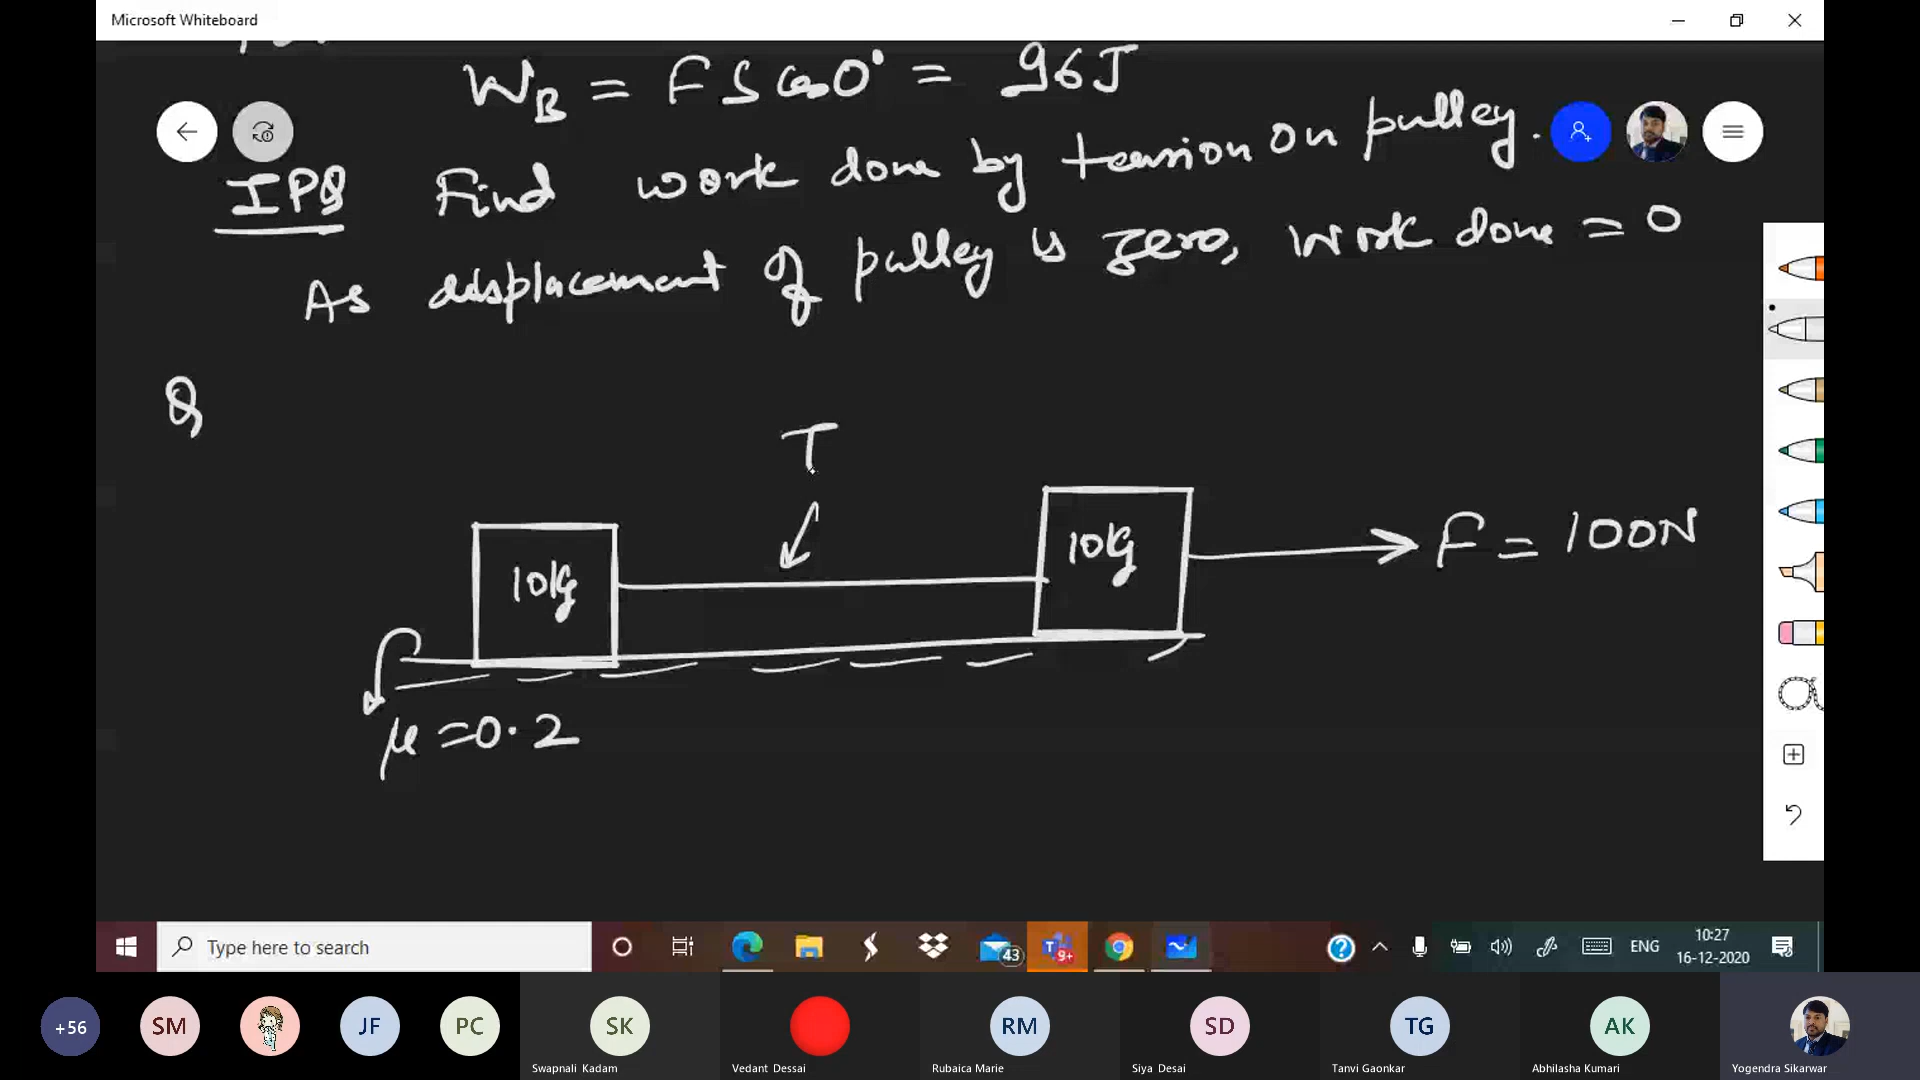 Microsoft Whiteboard
W_B = F S cos 0° = 96 J
IPQ Find work done by tension on pulley.
As displacement of pulley is zero, work done = 0
Q
T
10kg
10kg
F = 100N
μ = 0.2
Type here to search
43
9+
ENG
10:27
16-12-2020
+56
SM
JF
PC
SK
RM
SD
TG
AK
Swapnali Kadam
Vedant Dessai
Rubaica Marie
Siya Desai
Tanvi Gaonkar
Abhilasha Kumari
Yogendra Sikarwar